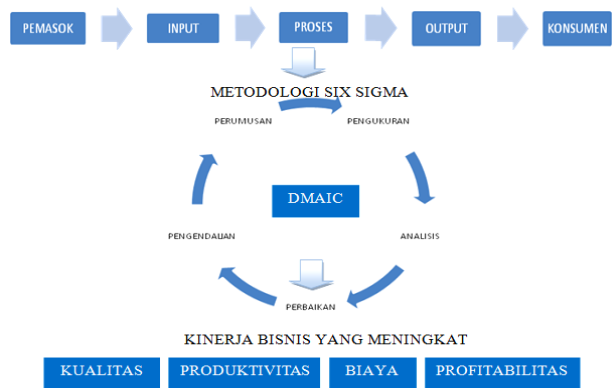 PEMASOK INPUT PROSES OUTPUT KONSUMEN
METODOLOGI SIX SIGMA
PERUMUSAN PENGUKURAN
DMAIC
PENGENDALIAN ANALISIS
PERBAIKAN
KINERJA BISNIS YANG MENINGKAT
KUALITAS PRODUKTIVITAS BIAYA PROFITABILITAS